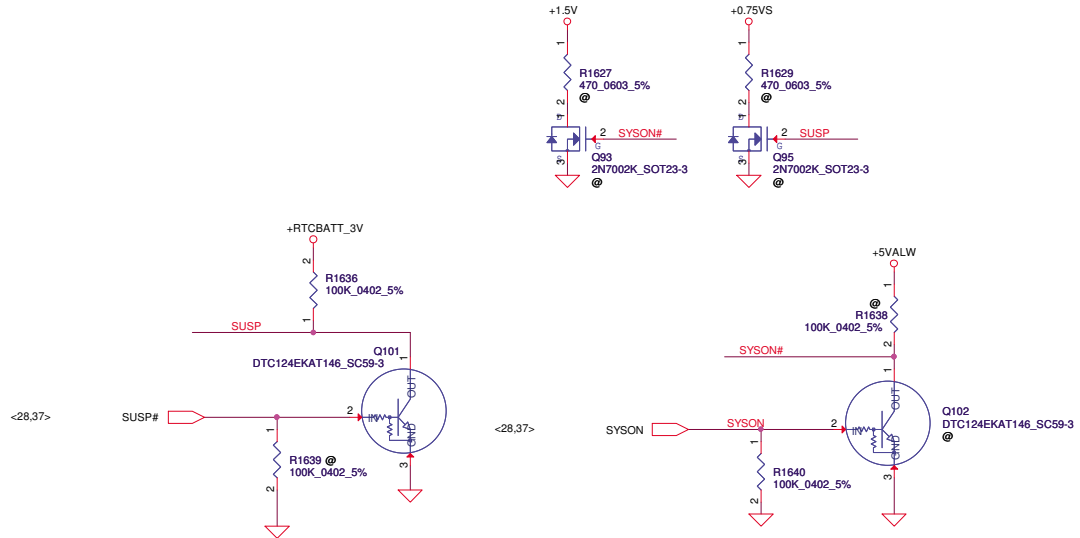 +1.5V
+0.75VS
1
1
R1627
470_0603_5%
@
R1629
470_0603_5%
@
2
2
1
1
2
SYSON#
2
SUSP
G
G
3
3
Q93
2N7002K_SOT23-3
@
Q95
2N7002K_SOT23-3
@
+RTCBATT_3V
2
R1636
100K_0402_5%
1
SUSP
Q101
DTC124EKAT146_SC59-3
1
OUT
<28,37>
SUSP#
2
IN
GND
3
1
R1639 @
100K_0402_5%
2
+5VALW
1
@
R1638
100K_0402_5%
2
SYSON#
1
OUT
Q102
DTC124EKAT146_SC59-3
@
<28,37>
SYSON
SYSON
2
IN
GND
3
1
R1640
100K_0402_5%
2